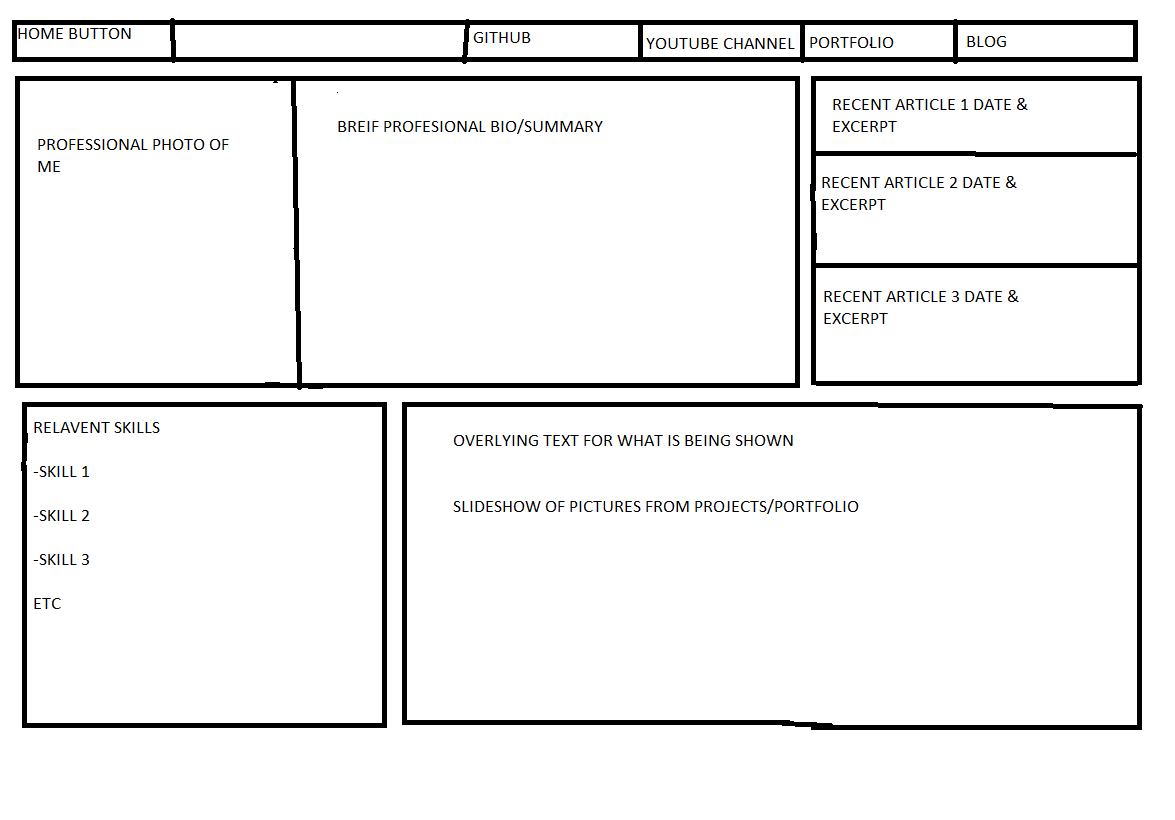 HOME BUTTON
GITHUB
YOUTUBE CHANNEL
PORTFOLIO
BLOG
PROFESSIONAL PHOTO OF
ME
BREIF PROFESIONAL BIO/SUMMARY
RECENT ARTICLE 1 DATE &
EXCERPT
RECENT ARTICLE 2 DATE &
EXCERPT
RECENT ARTICLE 3 DATE &
EXCERPT
RELAVENT SKILLS
-SKILL 1
-SKILL 2
-SKILL 3
ETC
OVERLYING TEXT FOR WHAT IS BEING SHOWN
SLIDESHOW OF PICTURES FROM PROJECTS/PORTFOLIO